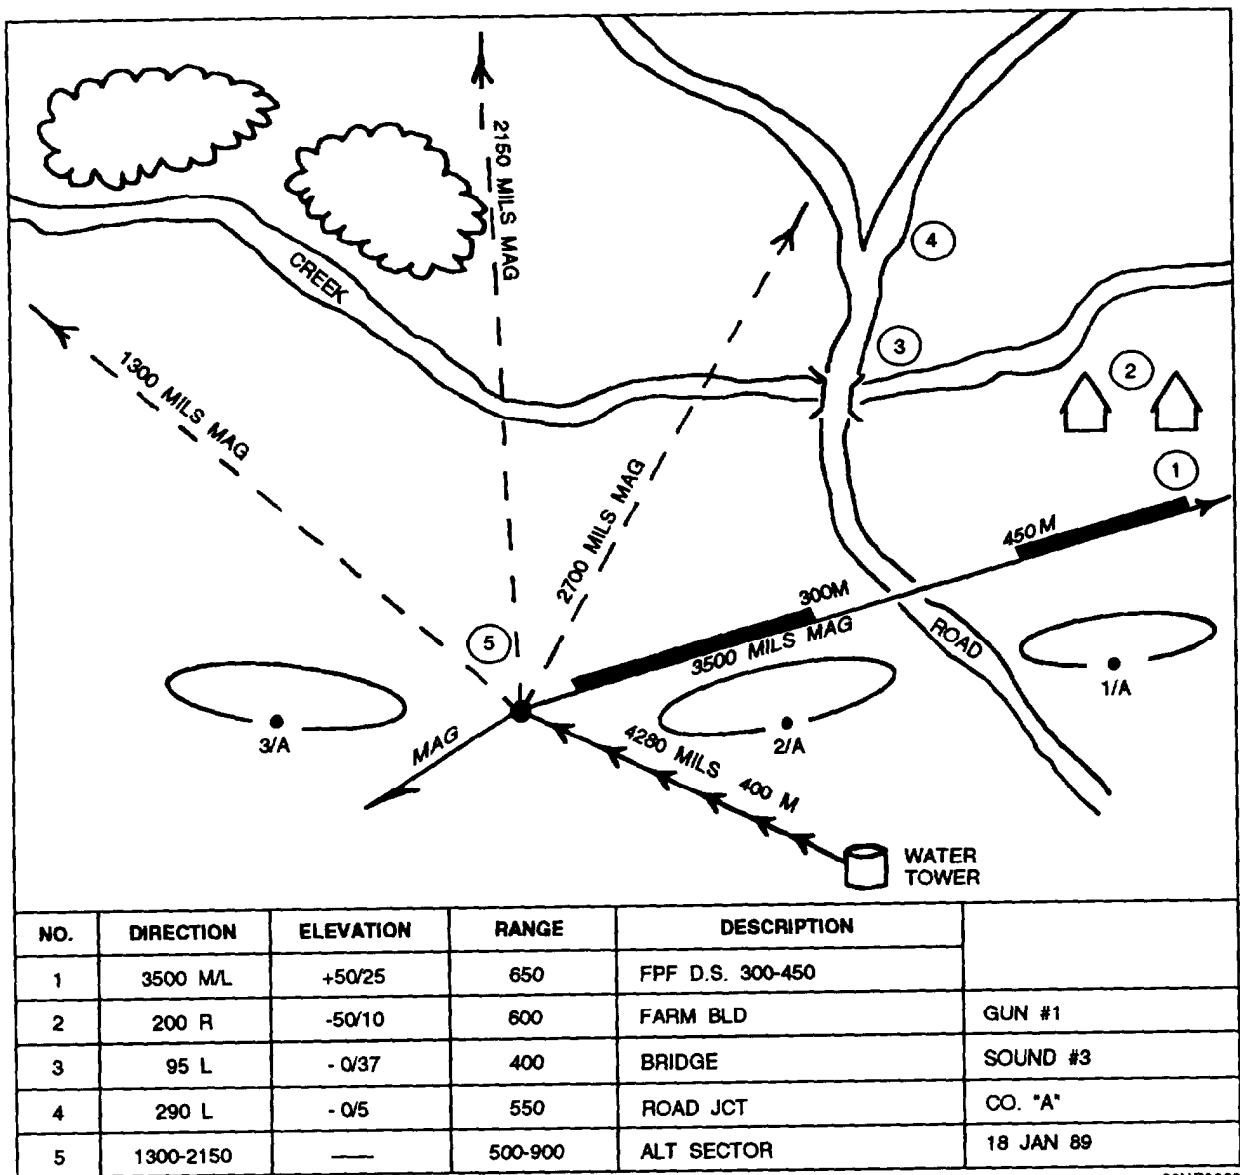 2150 MILS MAG
4
CREEK
3
1300 MILS MAG
2
1
450 M
2700 MILS MAG
300M
3500 MILS MAG
ROAD
5
1/A
3/A
MAG
2/A
4280 MILS 400 M
WATER
TOWER
NO. DIRECTION ELEVATION RANGE DESCRIPTION
1 3500 M/L +50/25 650 FPF D.S. 300-450
2 200 R -50/10 600 FARM BLD GUN #1
3 95 L - 0/37 400 BRIDGE SOUND #3
4 290 L - 0/5 550 ROAD JCT CO. "A"
5 1300-2150 — 500-900 ALT SECTOR 18 JAN 89